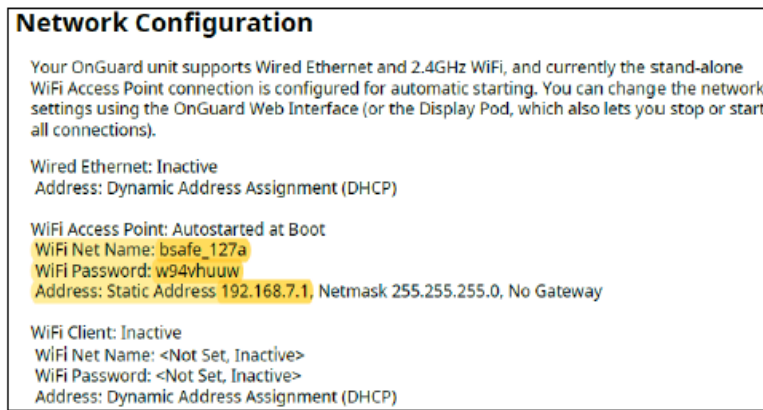 Network Configuration
Your OnGuard unit supports Wired Ethernet and 2.4GHz WiFi, and currently the stand-alone
WiFi Access Point connection is configured for automatic starting. You can change the network
settings using the OnGuard Web Interface (or the Display Pod, which also lets you stop or start
all connections).
Wired Ethernet: Inactive
Address: Dynamic Address Assignment (DHCP)
WiFi Access Point: Autostarted at Boot
WiFi Net Name: bsafe_127a
WiFi Password: w94vhuuw
Address: Static Address 192.168.7.1, Netmask 255.255.255.0, No Gateway
WiFi Client: Inactive
WiFi Net Name: <Not Set, Inactive>
WiFi Password: <Not Set, Inactive>
Address: Dynamic Address Assignment (DHCP)